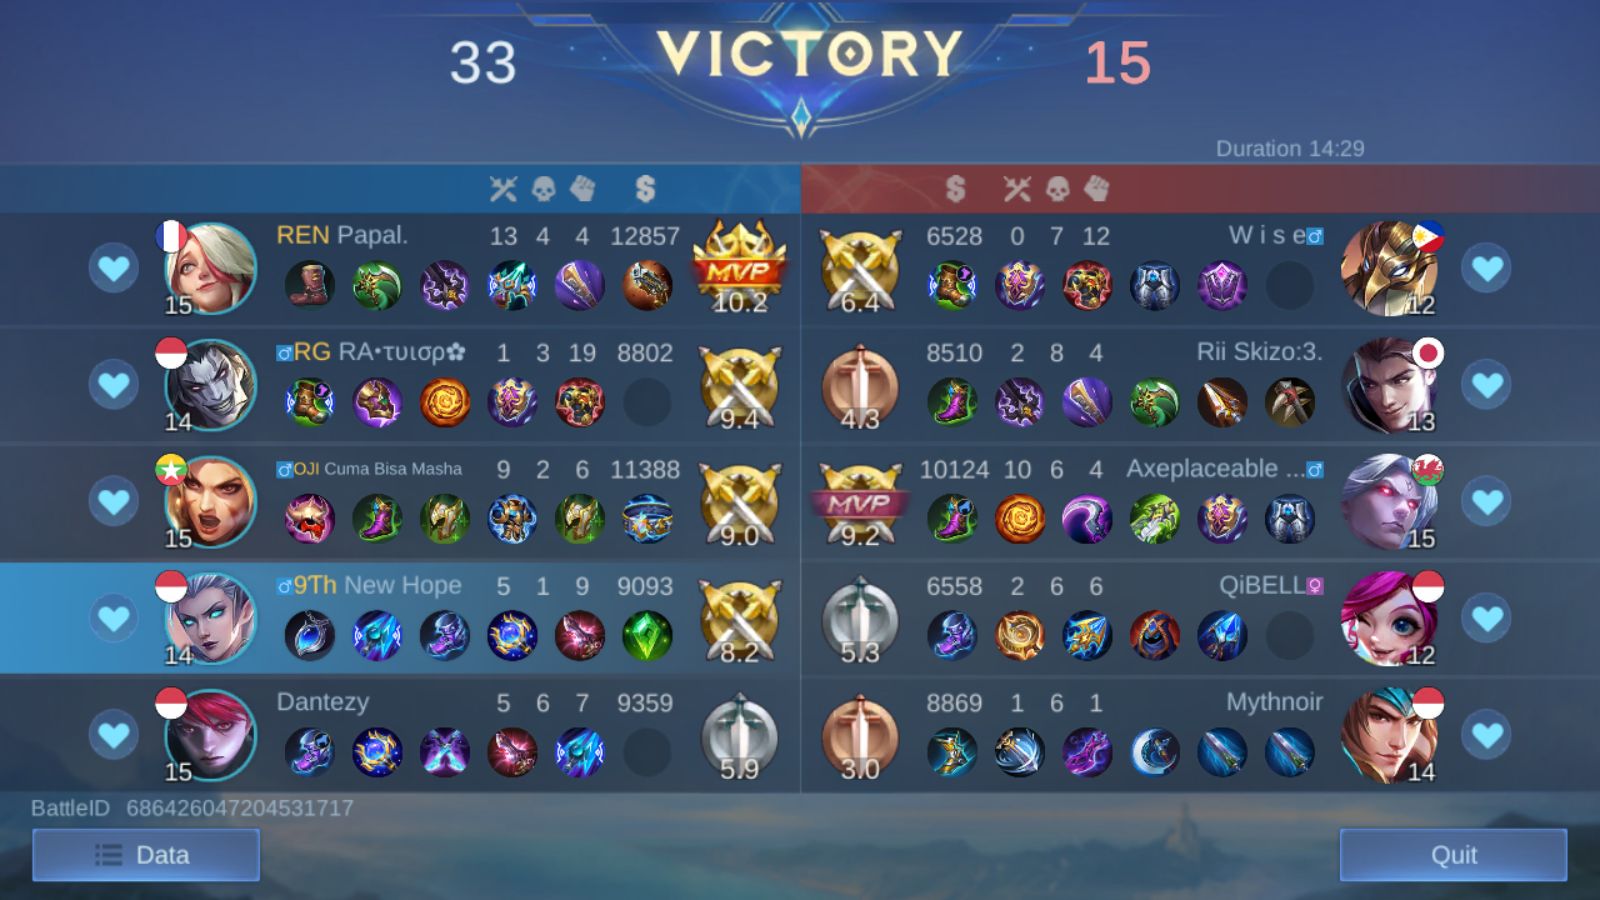 33 VICTORY 15
Duration 14:29
REN Papal. 13 4 4 12857
15 MVP 10.2
6528 0 7 12 W i s e♂
6.4 12
♂RG RA•τυισρ✿ 1 3 19 8802
14 9.4
8510 2 8 4 Rii Skizo:3.
4.3 13
♂OJI Cuma Bisa Masha 9 2 6 11388
15 9.0
10124 10 6 4 Axeplaceable ...♂
MVP 9.2 15
♂9Th New Hope 5 1 9 9093
14 8.2
6558 2 6 6 QiBELL♀
5.3 12
Dantezy 5 6 7 9359
15 5.9
8869 1 6 1 Mythnoir
3.0 14
BattleID 686426047204531717
Data
Quit